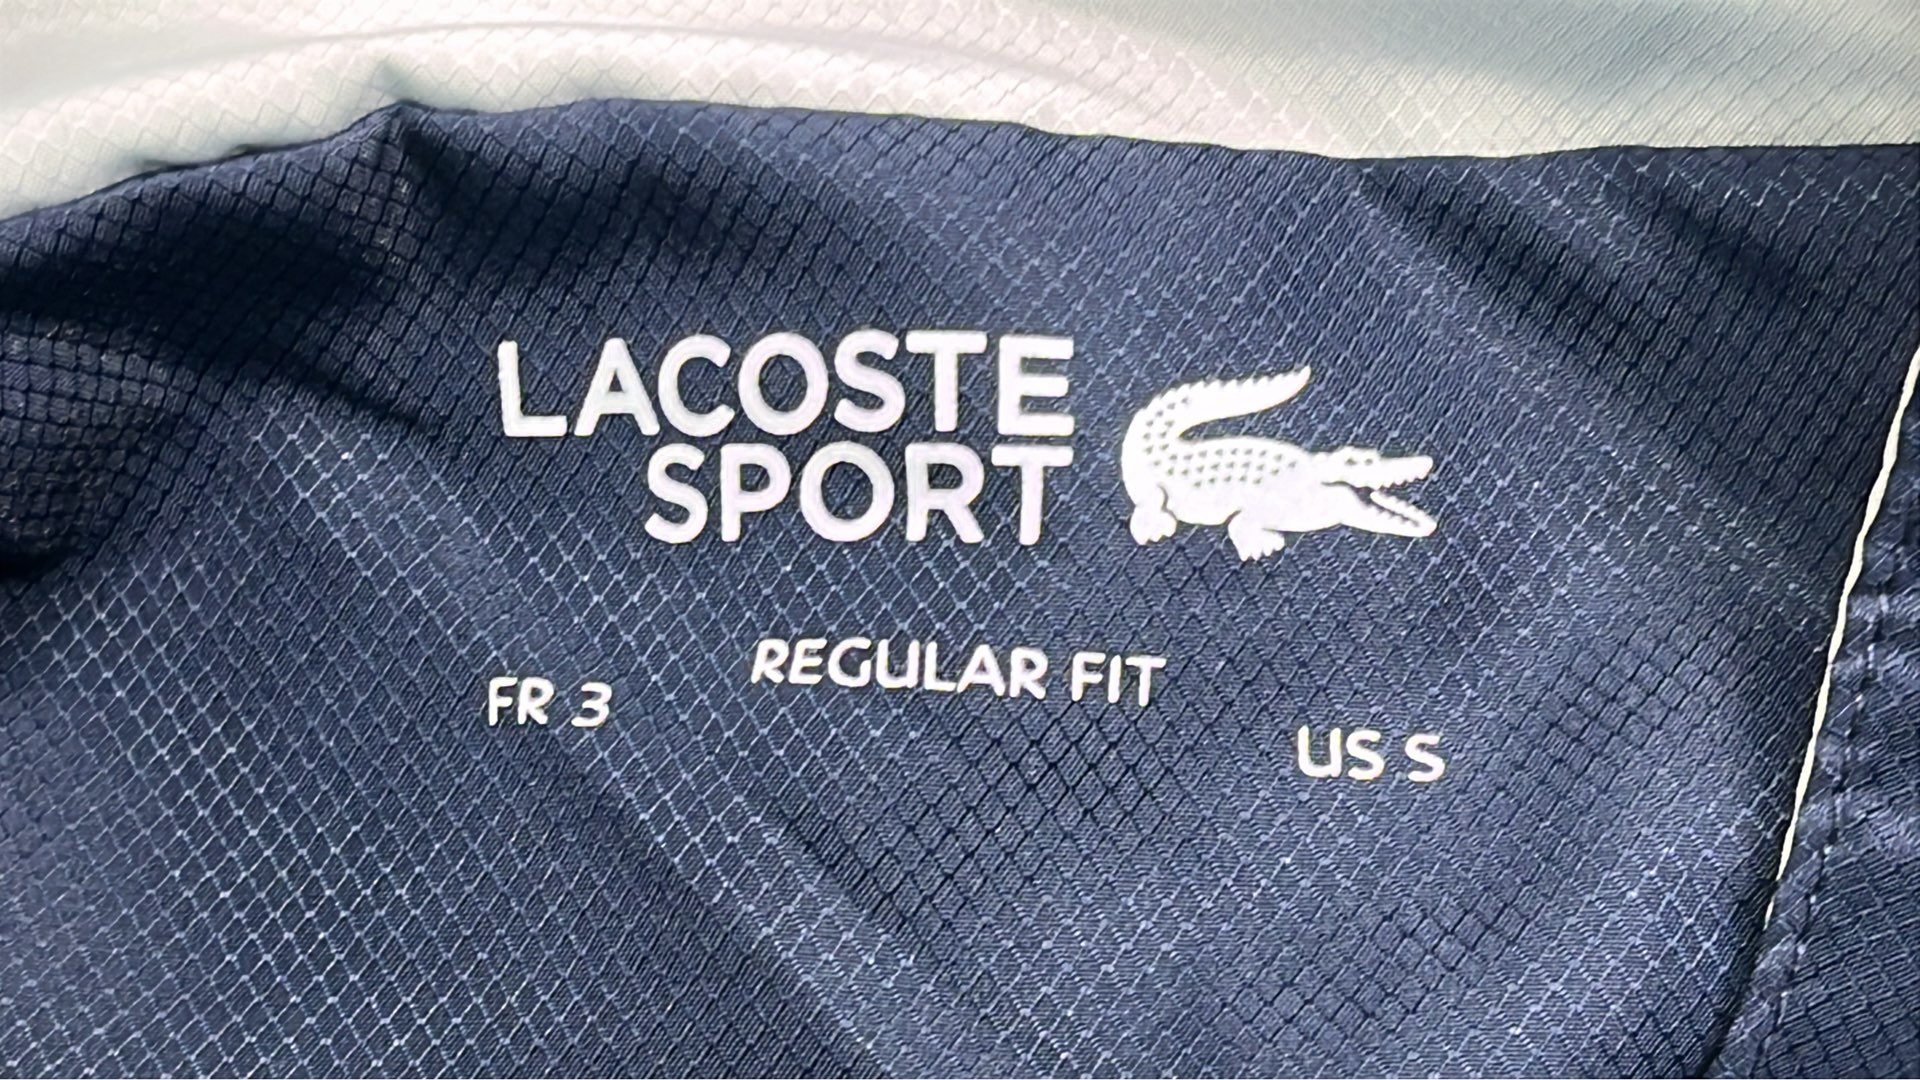 LACOSTE
SPORT
REGULAR FIT
FR 3
US S